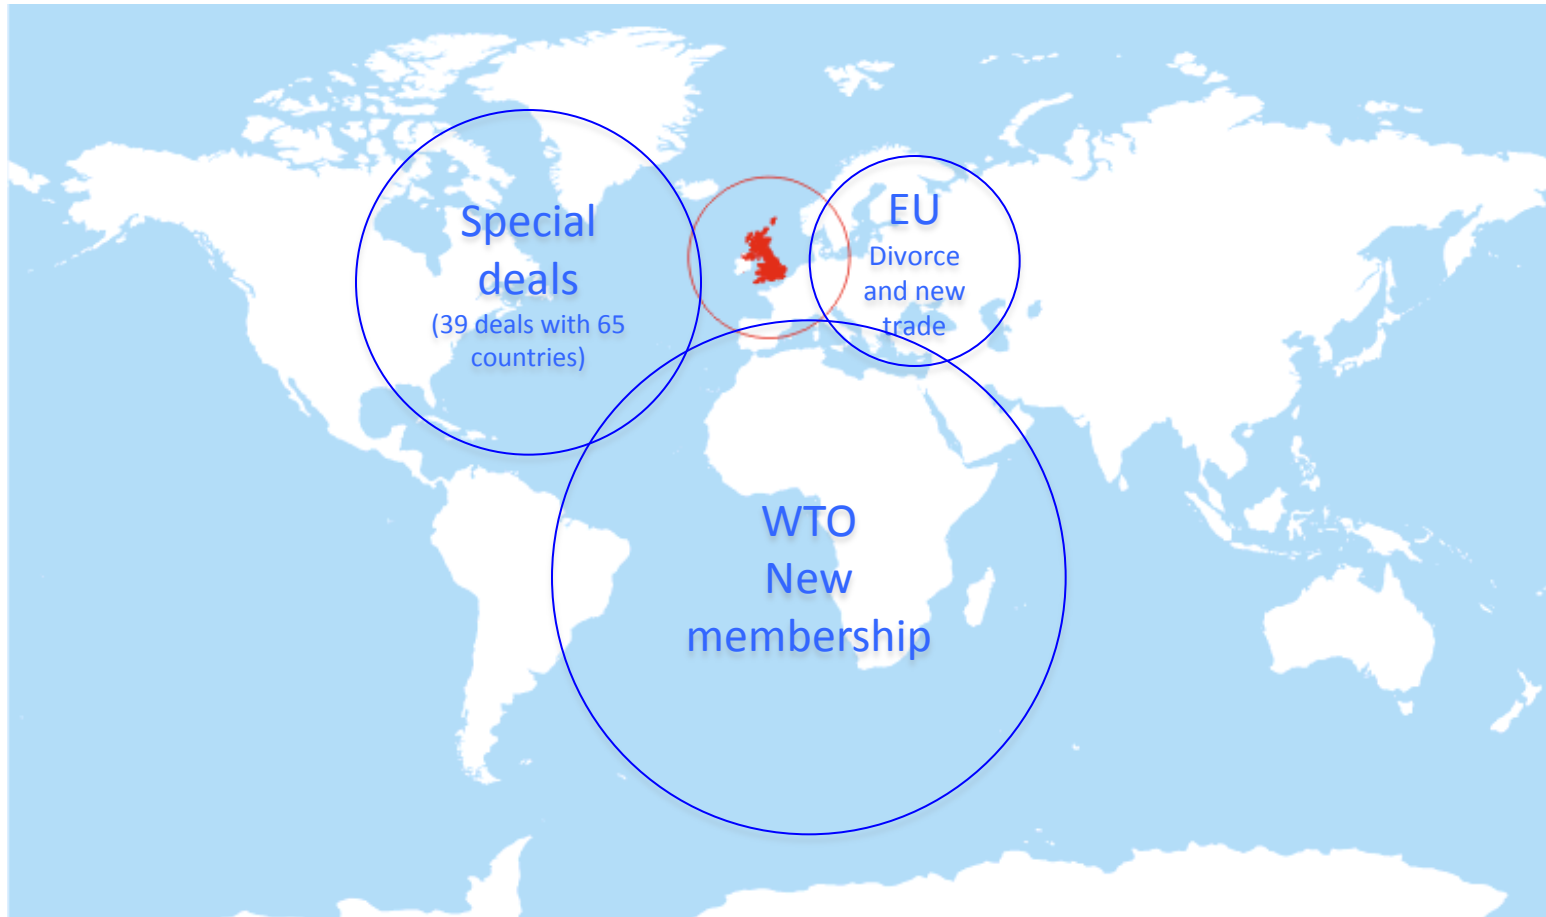 Special
deals
(39 deals with 65
countries)
EU
Divorce
and new
trade
WTO
New
membership